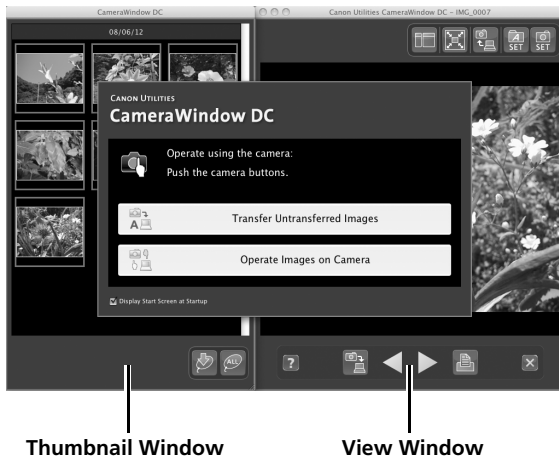 CameraWindow DC
Canon Utilities CameraWindow DC - IMG_0007
08/06/12
A
SET
SET
CANON UTILITIES
CameraWindow DC
Operate using the camera:
Push the camera buttons.
A
Transfer Untransferred Images
Operate Images on Camera
Display Start Screen at Startup
ALL
?
Thumbnail Window
View Window